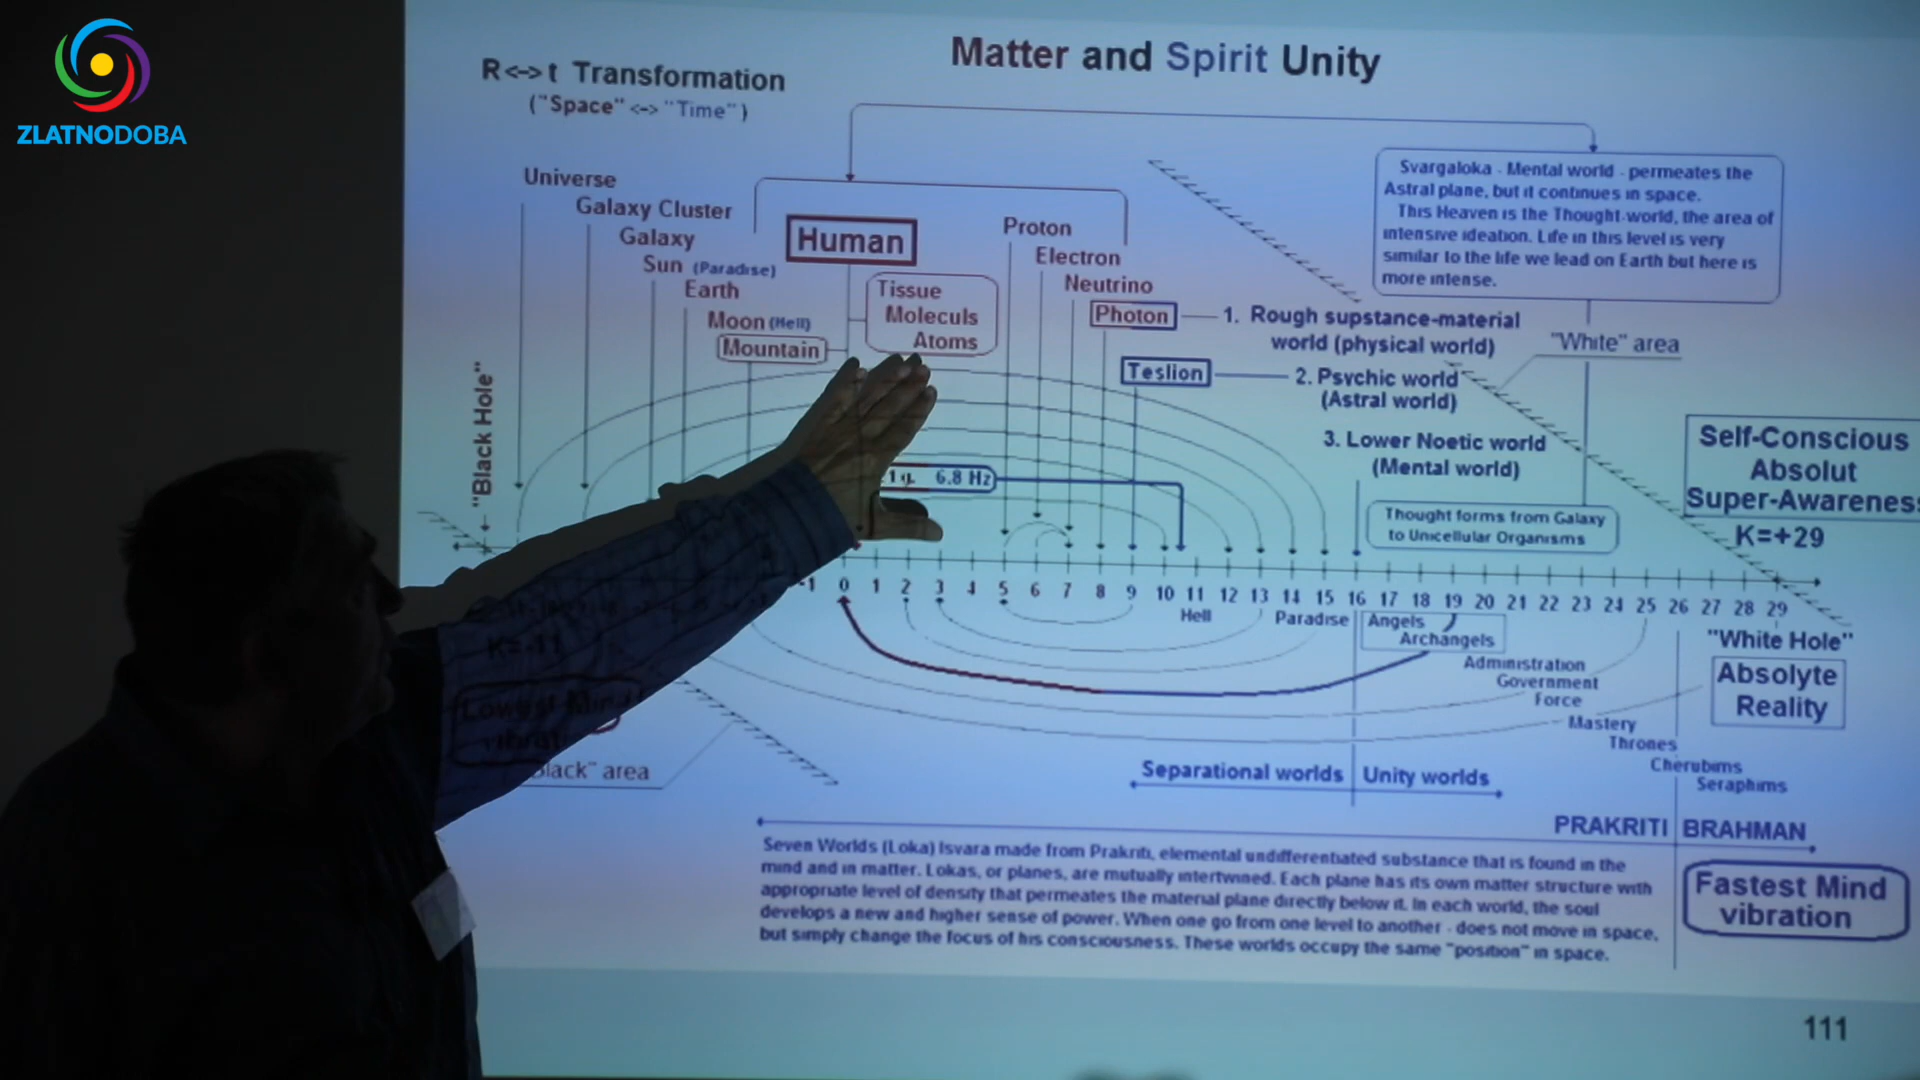 ZLATNODOBA
Matter and Spirit Unity
R<->t Transformation
("Space" <-> "Time")
Universe
Galaxy Cluster
Galaxy
Sun (Paradise)
Earth
Moon (Hell)
Mountain
Human
Tissue
Moleculs
Atoms
Proton
Electron
Neutrino
Photon
Teslion
1. Rough supstance-material
world (physical world)
2. Psychic world
(Astral world)
3. Lower Noetic world
(Mental world)
Svargaloka - Mental world - permeates the
Astral plane, but it continues in space.
This Heaven is the Thought-world, the area of
intensive ideation. Life in this level is very
similar to the life we lead on Earth but here is
more intense.
"White" area
Self-Conscious
Absolut
Super-Awareness
K=+29
Thought forms from Galaxy
to Unicellular Organisms
"Black Hole"
6.8 Hz
-1 0 1 2 3 4 5 6 7 8 9 10 11 12 13 14 15 16 17 18 19 20 21 22 23 24 25 26 27 28 29
Hell
Paradise
Angels
Archangels
Administration
Government
Force
Mastery
Thrones
Cherubims
Seraphims
"White Hole"
Absolyte
Reality
K=-11
Lowest Mind
area
Separational worlds
Unity worlds
PRAKRITI
BRAHMAN
Seven Worlds (Loka) Isvara made from Prakriti, elemental undifferentiated substance that is found in the
mind and in matter. Lokas, or planes, are mutually intertwined. Each plane has its own matter structure with
appropriate level of density that permeates the material plane directly below it. In each world, the soul
develops a new and higher sense of power. When one go from one level to another - does not move in space,
but simply change the focus of his consciousness. These worlds occupy the same "position" in space.
Fastest Mind
vibration
111